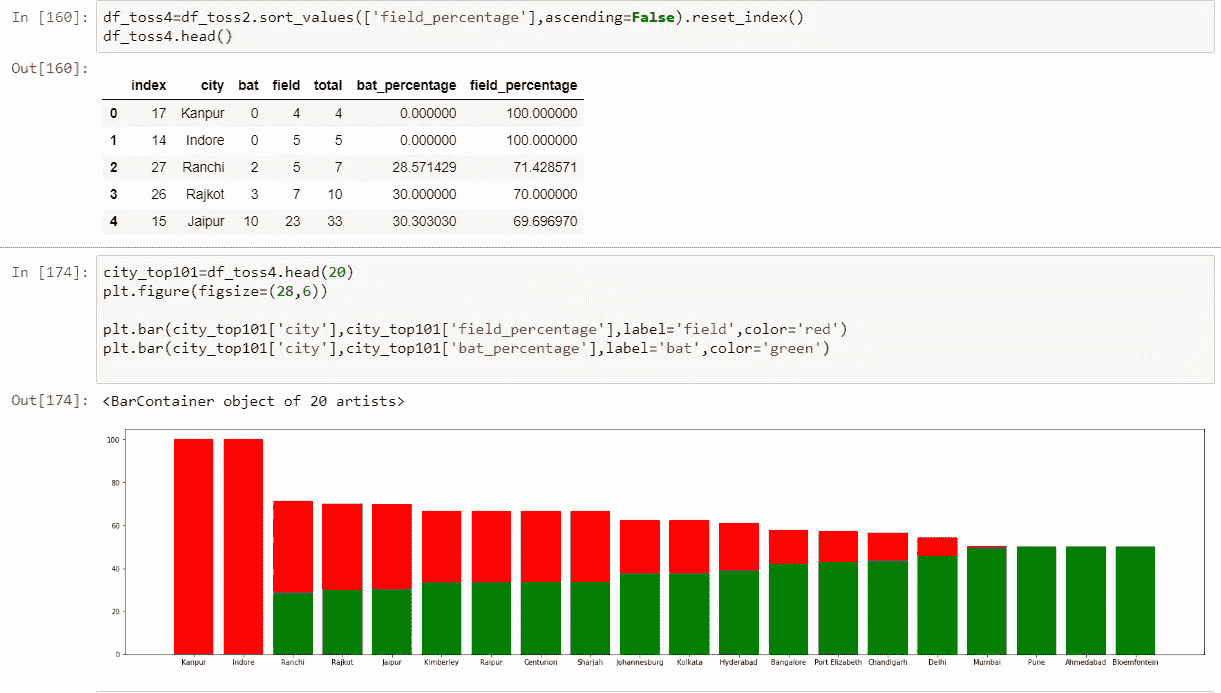 In [160]: df_toss4=df_toss2.sort_values(['field_percentage'],ascending=False).reset_index()
df_toss4.head()
Out[160]:
index city bat field total bat_percentage field_percentage
0 17 Kanpur 0 4 4 0.000000 100.000000
1 14 Indore 0 5 5 0.000000 100.000000
2 27 Ranchi 2 5 7 28.571429 71.428571
3 26 Rajkot 3 7 10 30.000000 70.000000
4 15 Jaipur 10 23 33 30.303030 69.696970
In [174]: city_top101=df_toss4.head(20)
plt.figure(figsize=(28,6))
plt.bar(city_top101['city'],city_top101['field_percentage'],label='field',color='red')
plt.bar(city_top101['city'],city_top101['bat_percentage'],label='bat',color='green')
Out[174]: <BarContainer object of 20 artists>
100
80
60
40
20
0
Kanpur Indore Ranchi Rajkot Jaipur Kimberley Raipur Centurion Sharjah Johannesburg Kolkata Hyderabad Bangalore Port Elizabeth Chandigarh Delhi Mumbai Pune Ahmedabad Bloemfontein